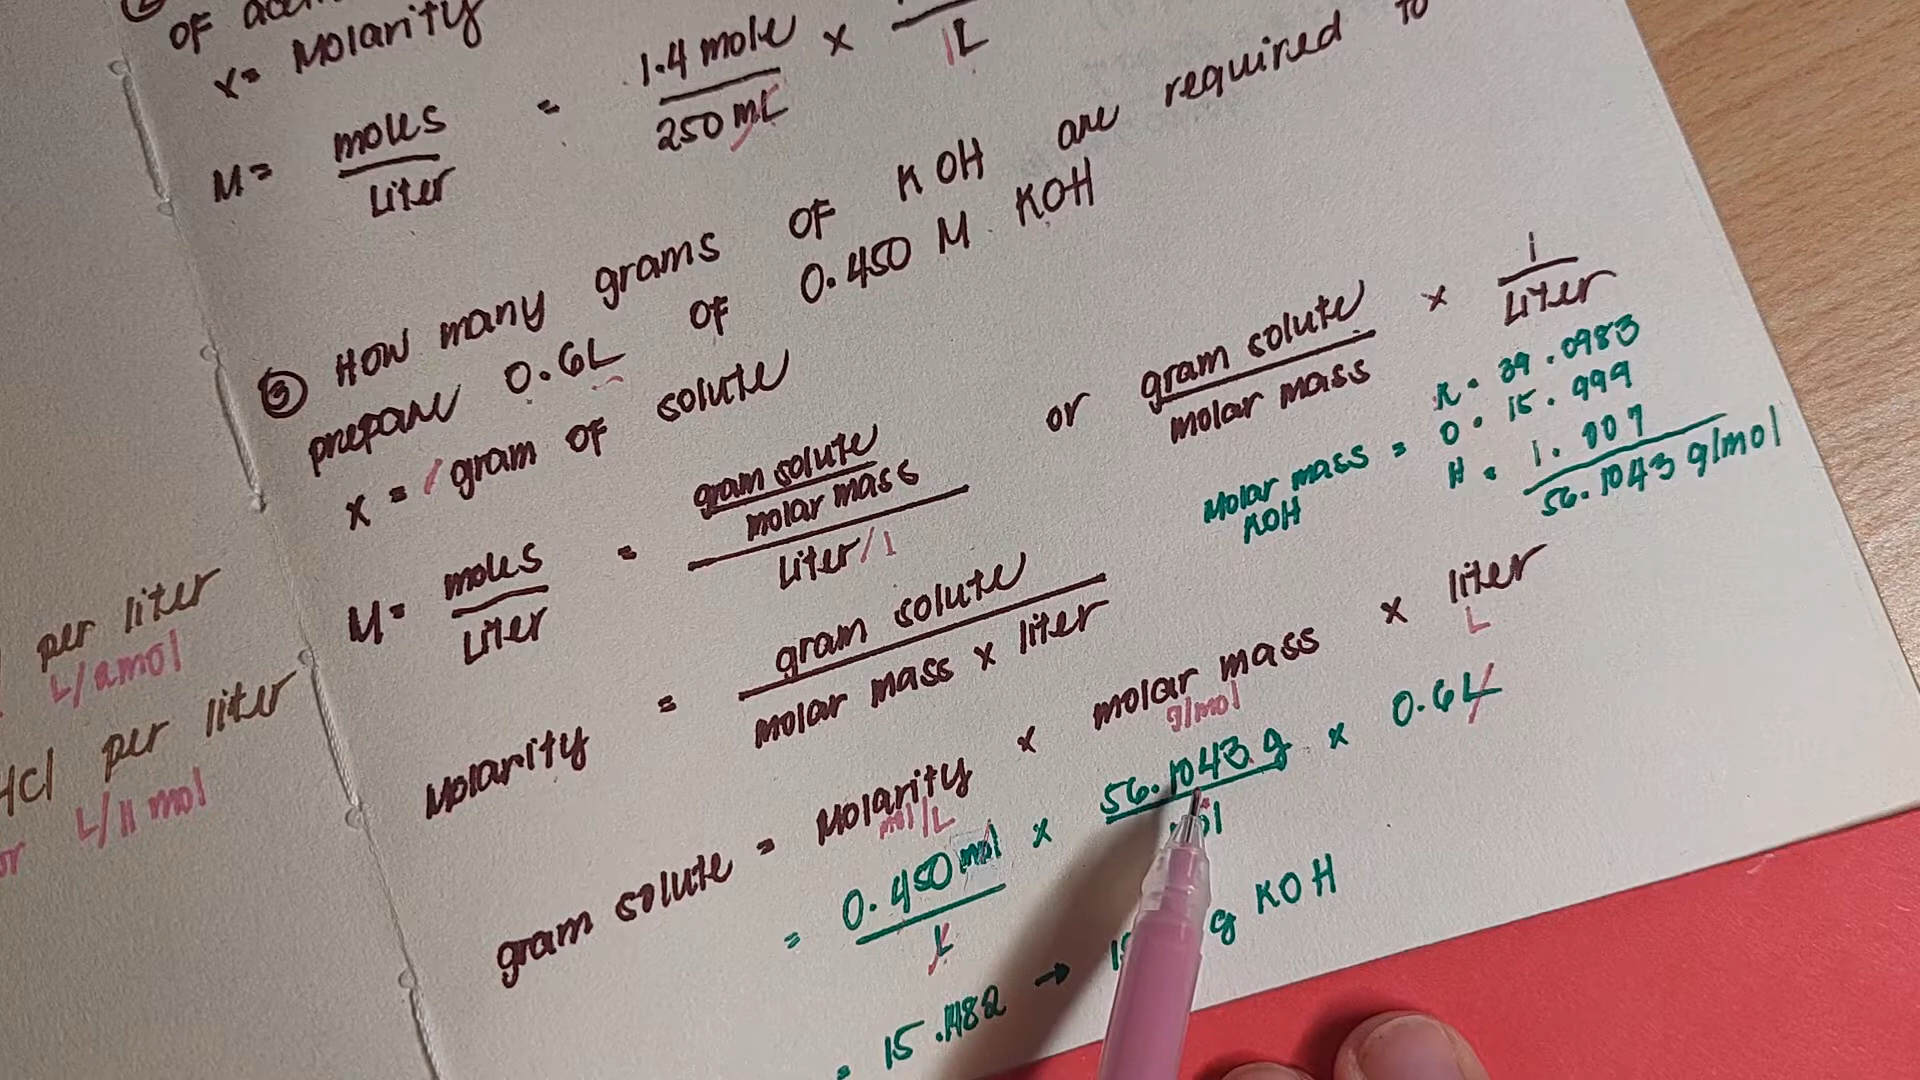 of
x = Molarity
M = moles / Liter = 1.4 mole / 250 mL x / 1L
③ How many grams of KOH are required to
prepare 0.6L of 0.450 M KOH
x = gram of solute
M = moles / Liter = gram solute / molar mass / Liter/1 or gram solute / molar mass x 1 / Liter
Molar mass KOH = K = 39.0983
O = 15.999
H = 1.007
56.1043 g/mol
Molarity = gram solute / molar mass x liter
gram solute = Molarity x molar mass x liter
mol/L g/mol L
= 0.450 mol / L x 56.1043 g / mol x 0.6L
= 15.1482 → g KOH
per liter
L/2mol
HCl per liter
L/11 mol